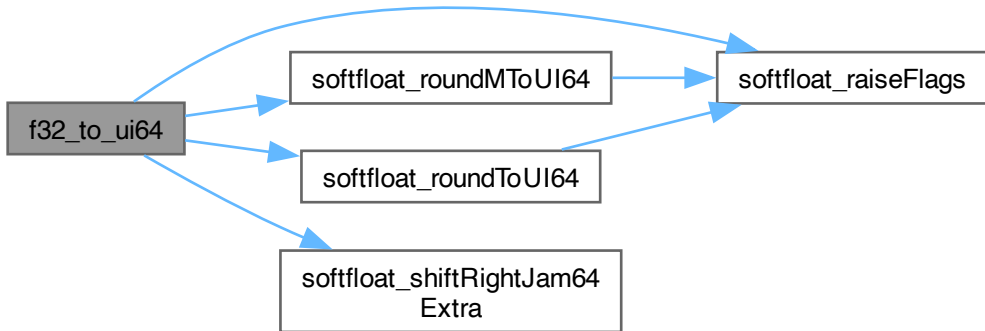 f32_to_ui64
softfloat_roundMToUI64
softfloat_raiseFlags
softfloat_roundToUI64
softfloat_shiftRightJam64
Extra